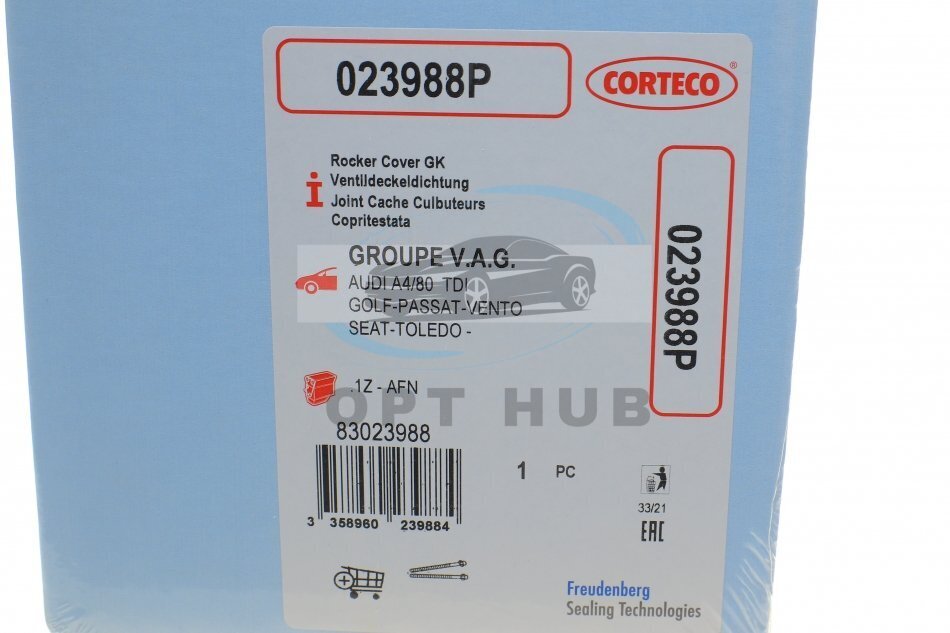 023988P
CORTECO®
Rocker Cover GK
Ventildeckeldichtung
Joint Cache Culbuteurs
Copritestata
GROUPE V.A.G.
AUDI A4/80 TDI
GOLF-PASSAT-VENTO
SEAT-TOLEDO -
023988P
.1Z - AFN
OPT HUB
83023988
1 PC
3 358960 239884
33/21
EAC
Freudenberg
Sealing Technologies